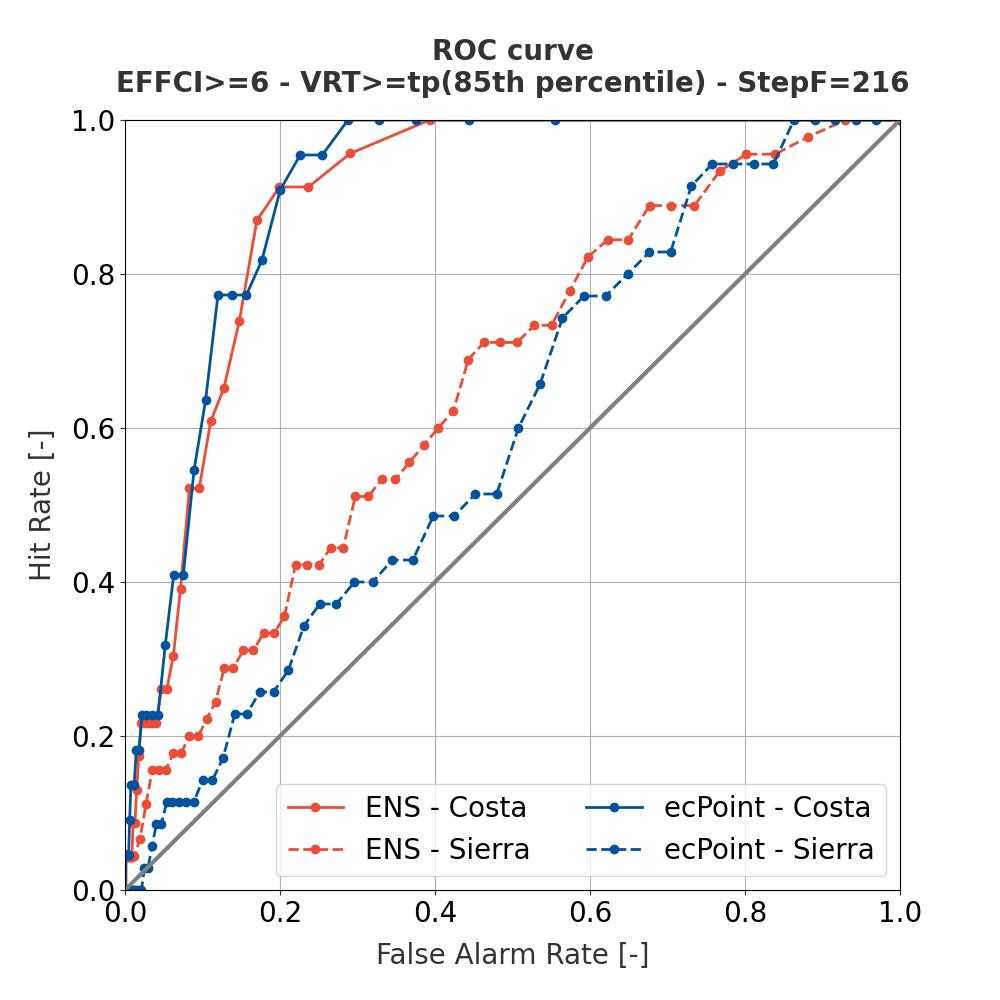 ROC curve
EFFCI>=6 - VRT>=tp(85th percentile) - StepF=216
1.0
0.8
0.6
0.4
0.2
0.0
Hit Rate [-]
ENS - Costa
ecPoint - Costa
ENS - Sierra
ecPoint - Sierra
0.0 0.2 0.4 0.6 0.8 1.0
False Alarm Rate [-]